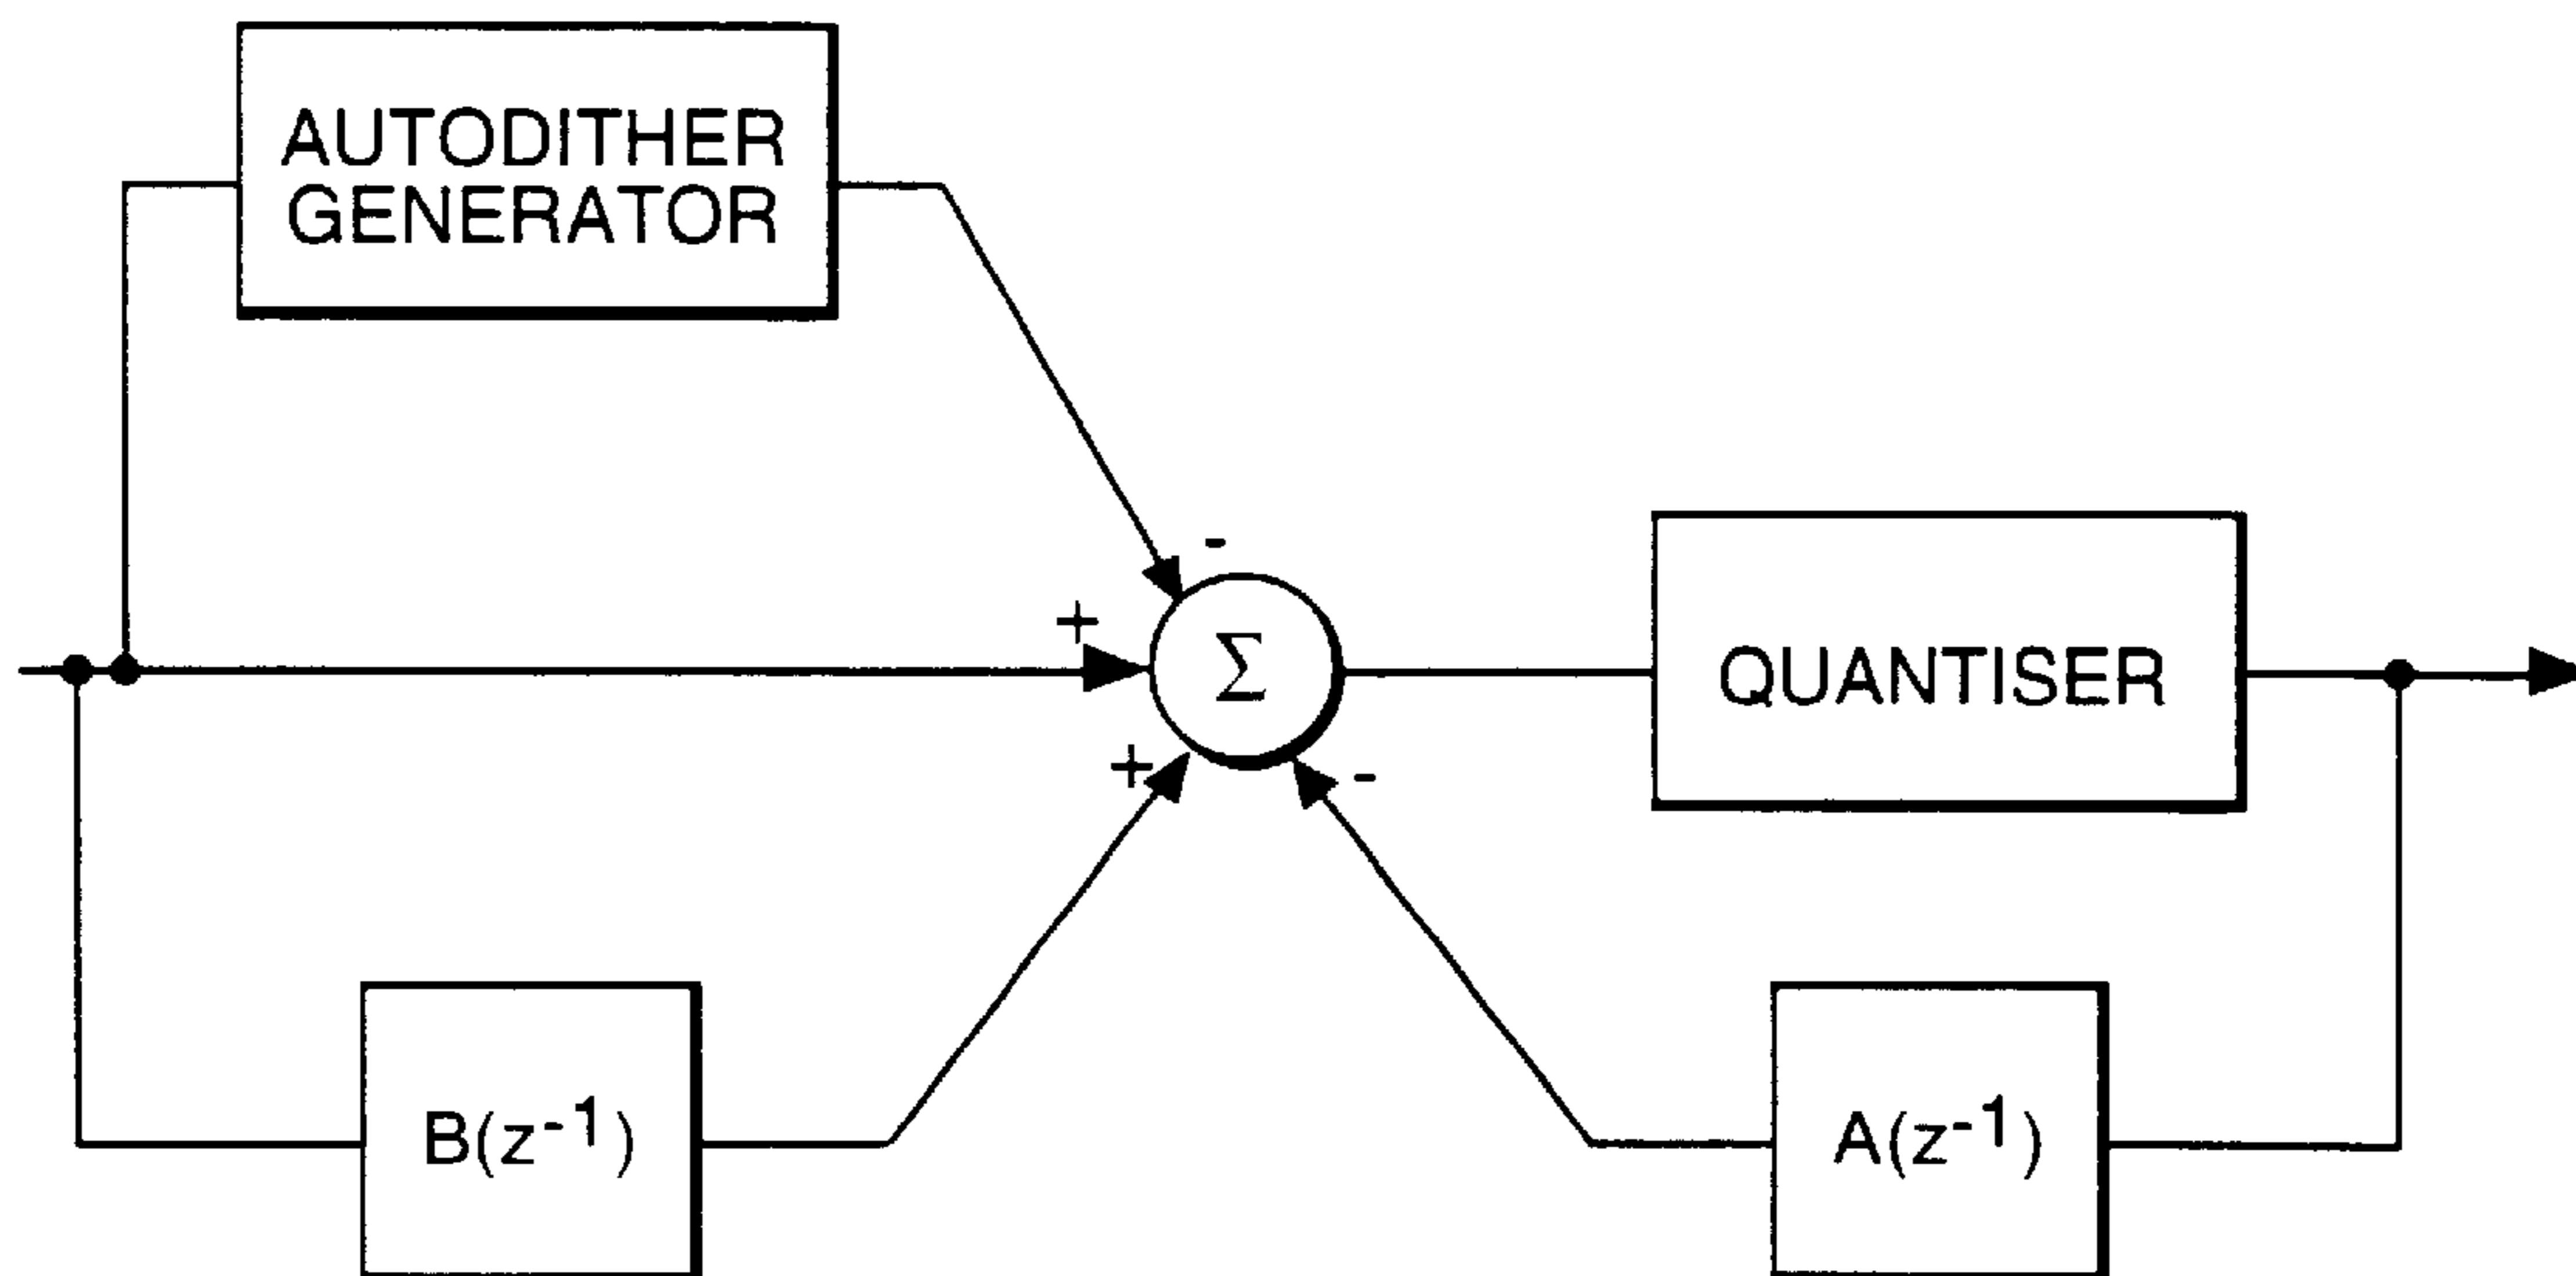 AUTODITHER
GENERATOR
-
+
Σ
QUANTISER
+
-
B(z⁻¹)
A(z⁻¹)